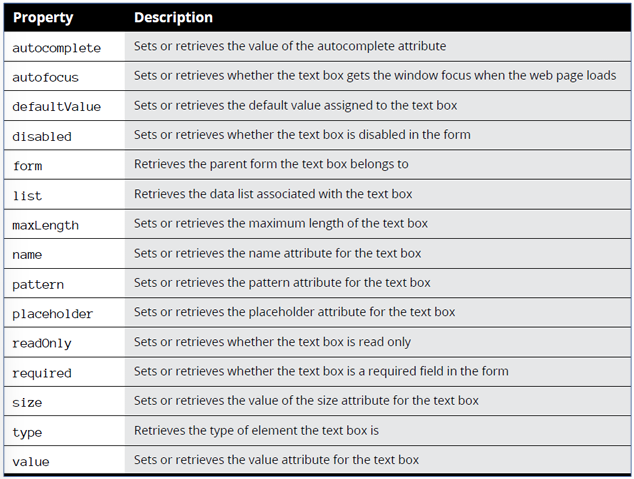 Property Description
autocomplete Sets or retrieves the value of the autocomplete attribute
autofocus Sets or retrieves whether the text box gets the window focus when the web page loads
defaultValue Sets or retrieves the default value assigned to the text box
disabled Sets or retrieves whether the text box is disabled in the form
form Retrieves the parent form the text box belongs to
list Retrieves the data list associated with the text box
maxLength Sets or retrieves the maximum length of the text box
name Sets or retrieves the name attribute for the text box
pattern Sets or retrieves the pattern attribute for the text box
placeholder Sets or retrieves the placeholder attribute for the text box
readOnly Sets or retrieves whether the text box is read only
required Sets or retrieves whether the text box is a required field in the form
size Sets or retrieves the value of the size attribute for the text box
type Retrieves the type of element the text box is
value Sets or retrieves the value attribute for the text box